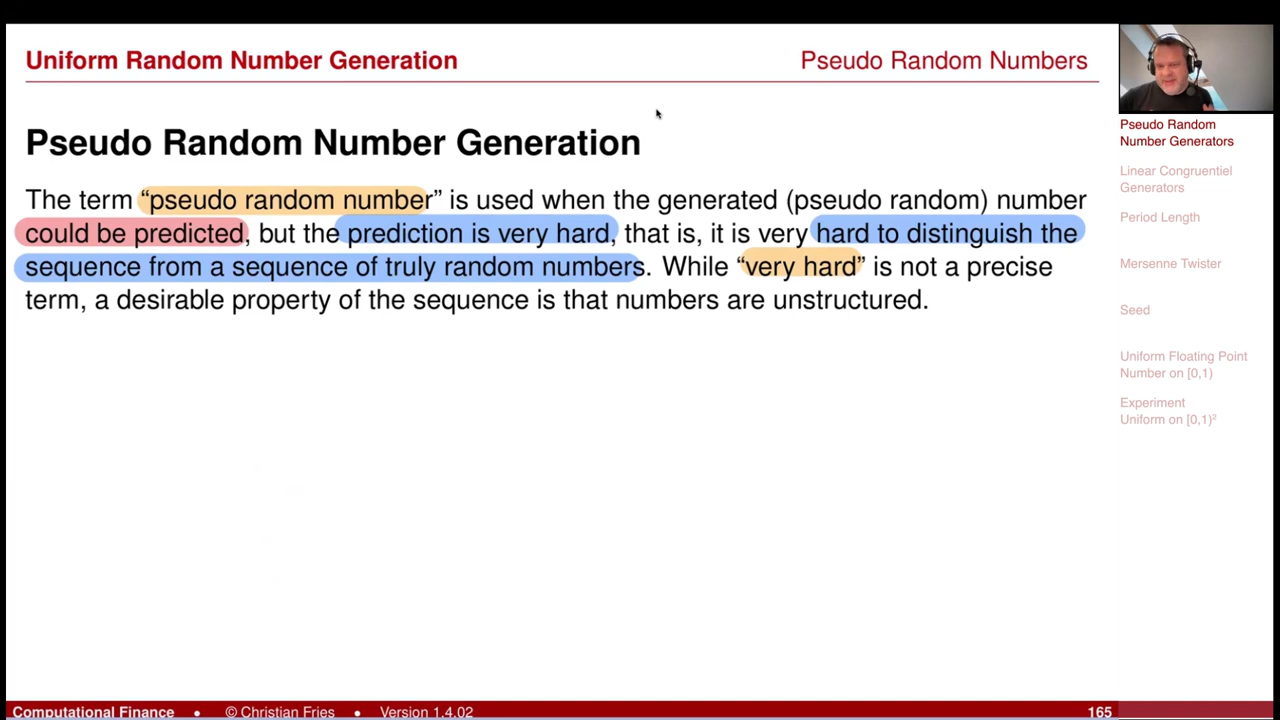 Uniform Random Number Generation
Pseudo Random Numbers
Pseudo Random Number Generation
The term “pseudo random number” is used when the generated (pseudo random) number
could be predicted, but the prediction is very hard, that is, it is very hard to distinguish the
sequence from a sequence of truly random numbers. While “very hard” is not a precise
term, a desirable property of the sequence is that numbers are unstructured.
Pseudo Random
Number Generators
Linear Congruentiel
Generators
Period Length
Mersenne Twister
Seed
Uniform Floating Point
Number on [0,1)
Experiment
Uniform on [0,1)²
Computational Finance • © Christian Fries • Version 1.4.02
165